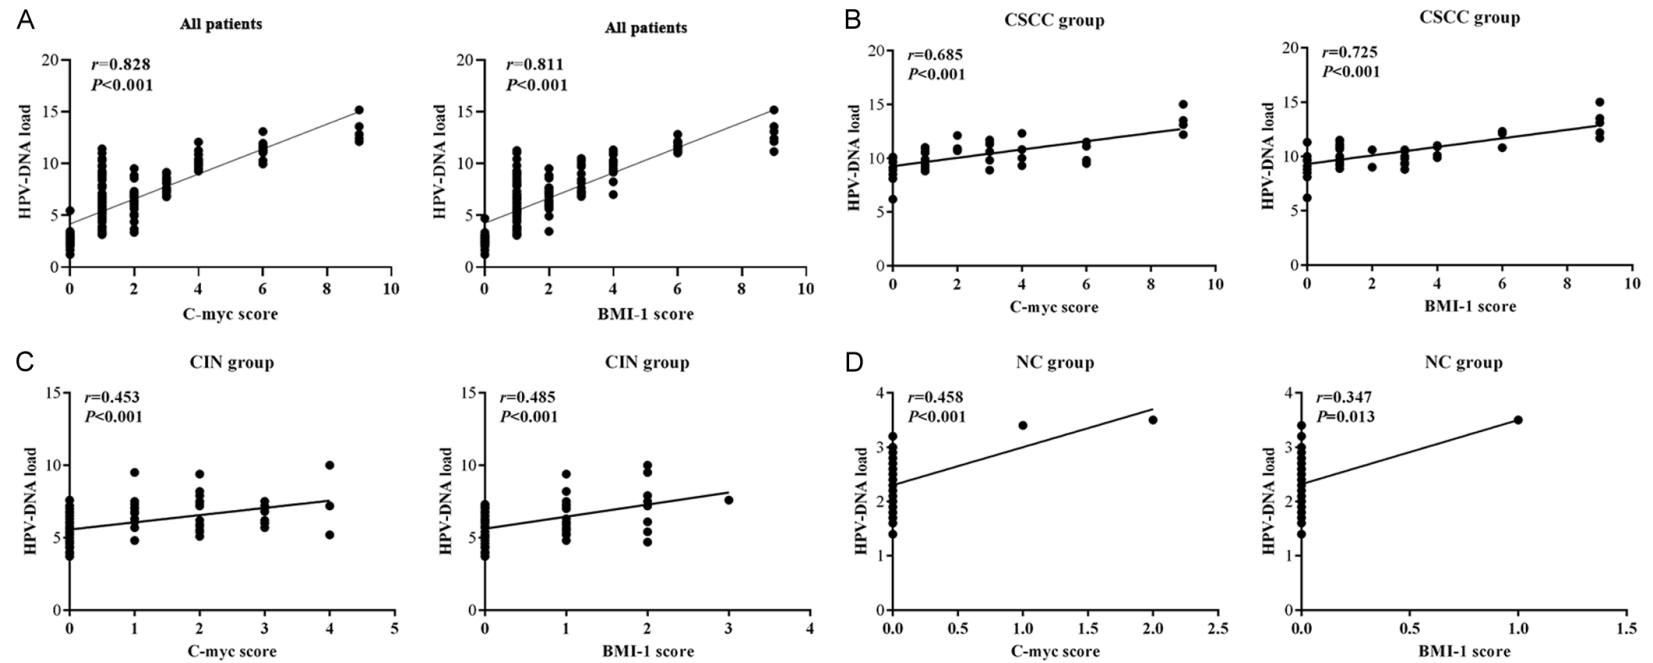 A
All patients
r=0.828
P<0.001
20
15
10
5
0
HPV-DNA load
0 2 4 6 8 10
C-myc score
All patients
r=0.811
P<0.001
20
15
10
5
0
HPV-DNA load
0 2 4 6 8 10
BMI-1 score
B
CSCC group
r=0.685
P<0.001
20
15
10
5
0
HPV-DNA load
0 2 4 6 8 10
C-myc score
CSCC group
r=0.725
P<0.001
20
15
10
5
0
HPV-DNA load
0 2 4 6 8 10
BMI-1 score
C
CIN group
r=0.453
P<0.001
15
10
5
0
HPV-DNA load
0 1 2 3 4 5
C-myc score
CIN group
r=0.485
P<0.001
15
10
5
0
HPV-DNA load
0 1 2 3 4
BMI-1 score
D
NC group
r=0.458
P<0.001
4
3
2
1
0
HPV-DNA load
0.0 0.5 1.0 1.5 2.0 2.5
C-myc score
NC group
r=0.347
P=0.013
4
3
2
1
0
HPV-DNA load
0.0 0.5 1.0 1.5
BMI-1 score